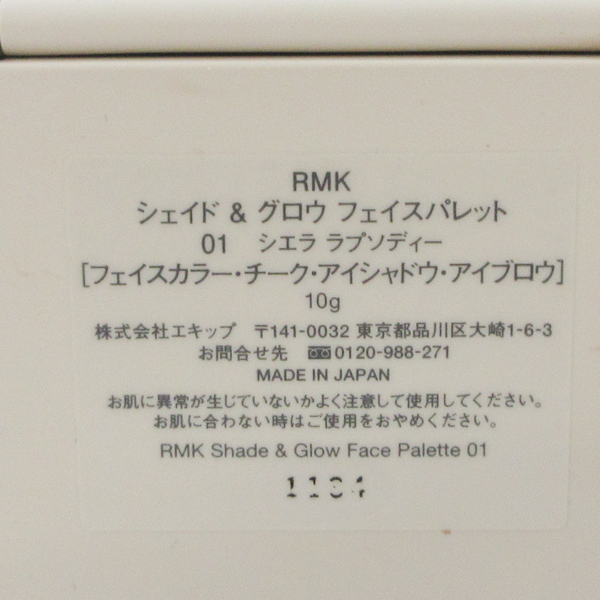 RMK
シェイド & グロウ フェイスパレット
01 シエラ ラプソディー
[フェイスカラー・チーク・アイシャドウ・アイブロウ]
10g
株式会社エキップ 〒141-0032 東京都品川区大崎1-6-3
お問合せ先 0120-988-271
MADE IN JAPAN
お肌に異常が生じていないかよく注意して使用してください。
お肌に合わない時はご使用をおやめください。
RMK Shade & Glow Face Palette 01